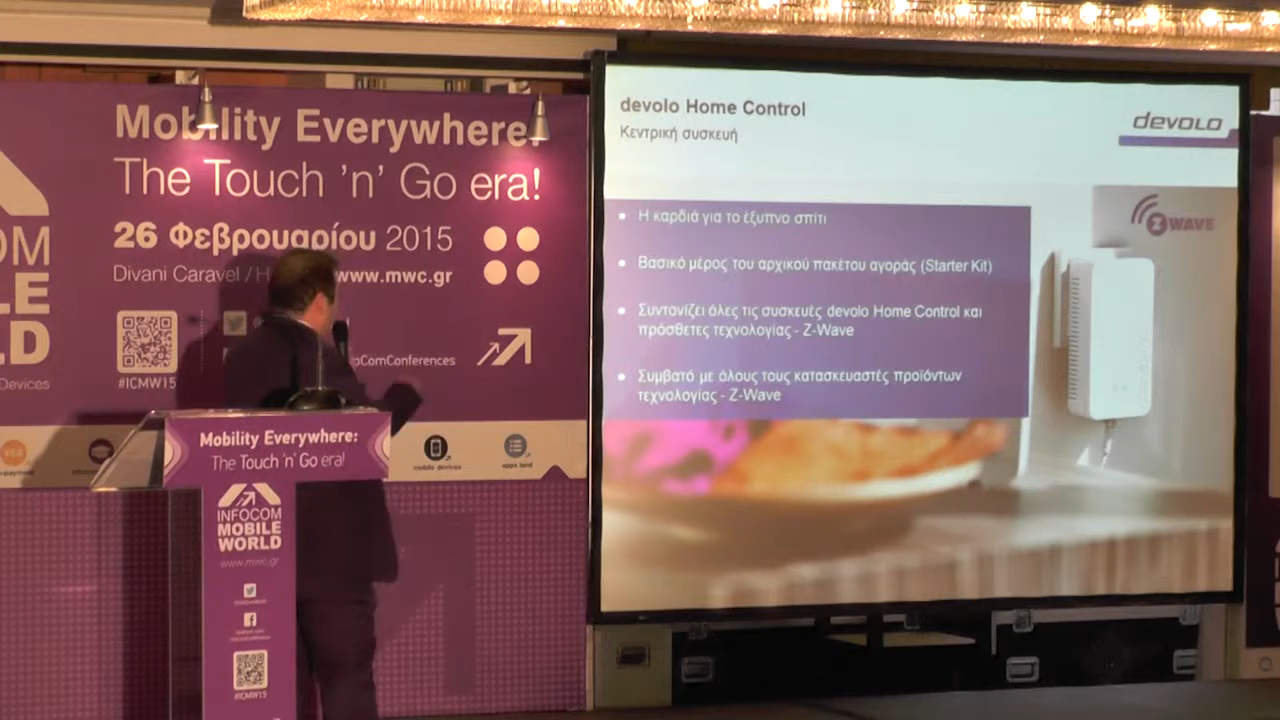 Mobility Everywhere:
The Touch 'n' Go era!
26 Φεβρουαρίου 2015
Divani Caravel /
www.mwc.gr
#ICMW15
Devices
mobile devices
apps land
Mobility Everywhere:
The Touch 'n' Go era!
INFOCOM
MOBILE
WORLD
www.mwc.gr
#ICMW15
devolo Home Control
Κεντρική συσκευή
devolo
Z WAVE
• Η καρδιά για το έξυπνο σπίτι
• Βασικό μέρος του αρχικού πακέτου αγοράς (Starter Kit)
• Συντονίζει όλες τις συσκευές devolo Home Control και
πρόσθετες τεχνολογίας - Z-Wave
• Συμβατό με όλους τους κατασκευαστές προϊόντων
τεχνολογίας - Z-Wave